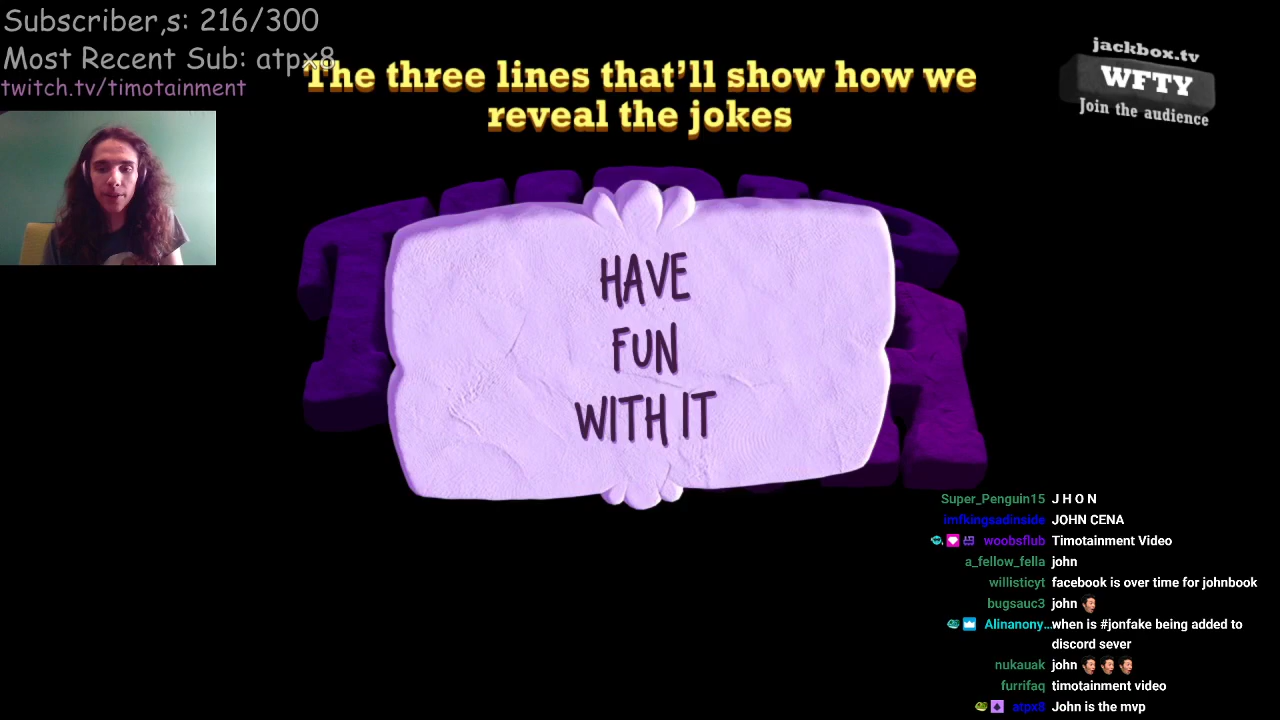 Subscriber,s: 216/300
Most Recent Sub: atpx8
twitch.tv/timotainment
The three lines that'll show how we
reveal the jokes
jackbox.tv
WFTY
Join the audience
HAVE
FUN
WITH IT
Super_Penguin15 J H O N
imfkingsadinside JOHN CENA
woobsflub Timotainment Video
a_fellow_fella john
willisticyt facebook is over time for johnbook
bugsauc3 john
Alinanony... when is #jonfake being added to
discord sever
nukauak john
furrifaq timotainment video
atpx8 John is the mvp